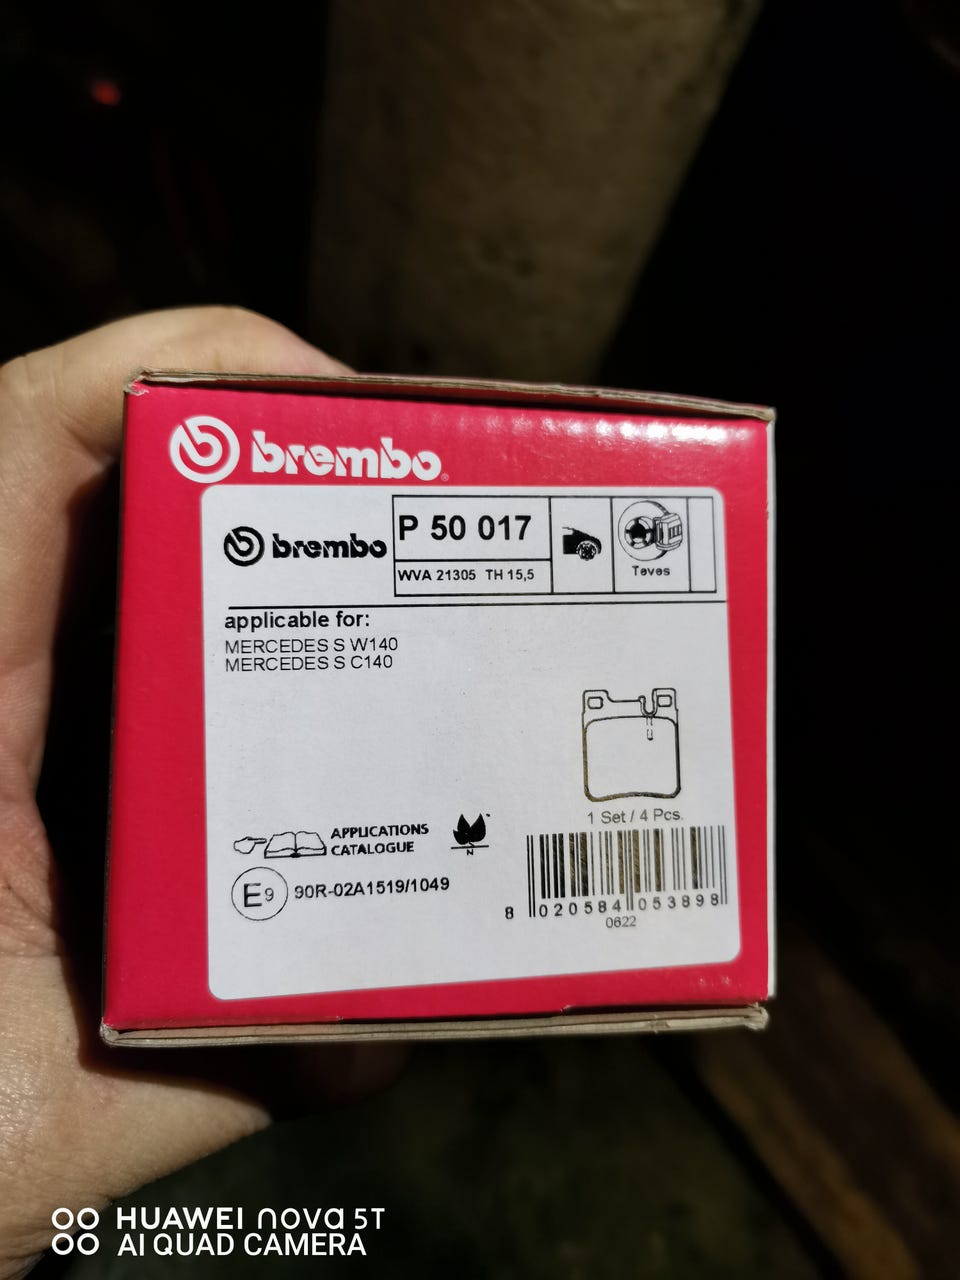 brembo
brembo
P 50 017
WVA 21305 TH 15,5
Teves
applicable for:
MERCEDES S W140
MERCEDES S C140
1 Set / 4 Pcs.
APPLICATIONS
CATALOGUE
N
E9 90R-02A1519/1049
8 020584 053898
0622
HUAWEI nova 5T
AI QUAD CAMERA